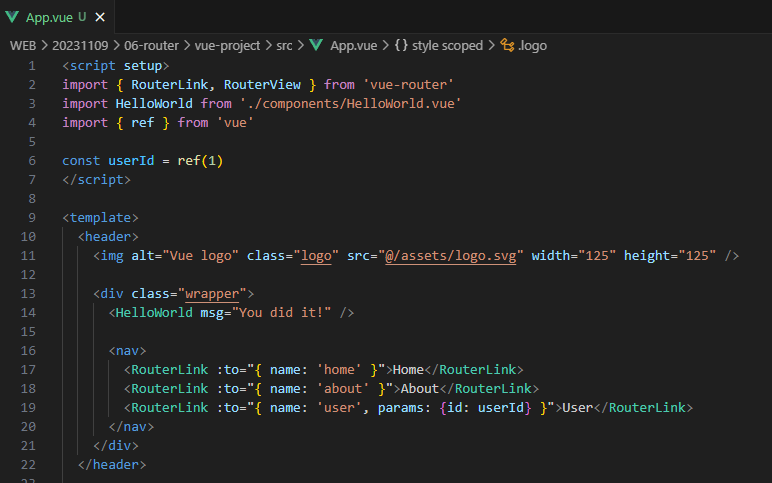 App.vue U
WEB > 20231109 > 06-router > vue-project > src > App.vue > {} style scoped > .logo
1 <script setup>
2 import { RouterLink, RouterView } from 'vue-router'
3 import HelloWorld from './components/HelloWorld.vue'
4 import { ref } from 'vue'
5
6 const userId = ref(1)
7 </script>
8
9 <template>
10 <header>
11 <img alt="Vue logo" class="logo" src="@/assets/logo.svg" width="125" height="125" />
12
13 <div class="wrapper">
14 <HelloWorld msg="You did it!" />
15
16 <nav>
17 <RouterLink :to="{ name: 'home' }">Home</RouterLink>
18 <RouterLink :to="{ name: 'about' }">About</RouterLink>
19 <RouterLink :to="{ name: 'user', params: {id: userId} }">User</RouterLink>
20 </nav>
21 </div>
22 </header>